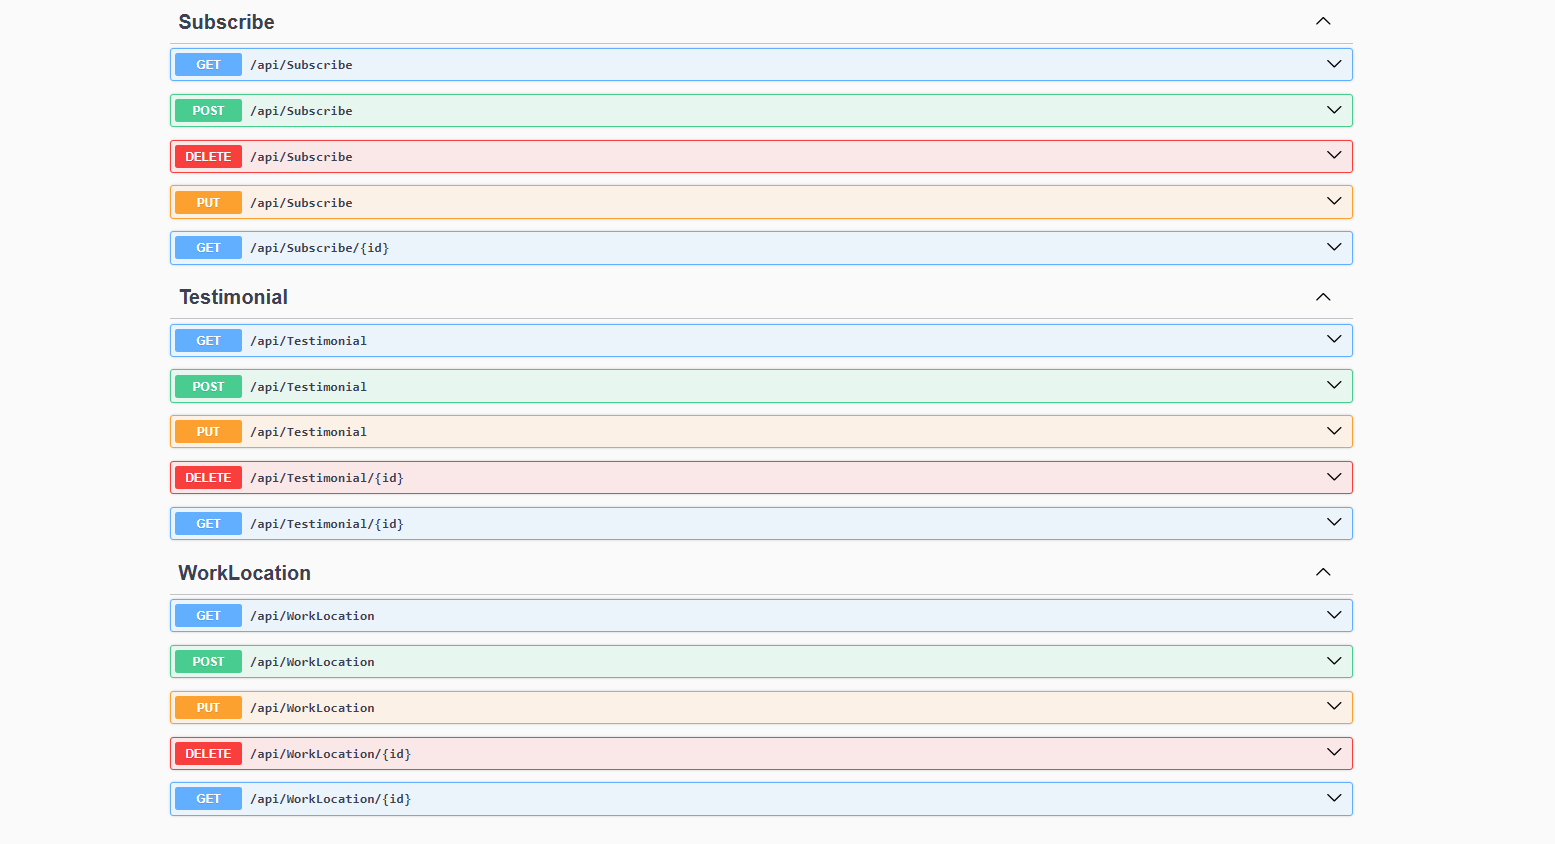 Subscribe
GET /api/Subscribe
POST /api/Subscribe
DELETE /api/Subscribe
PUT /api/Subscribe
GET /api/Subscribe/{id}
Testimonial
GET /api/Testimonial
POST /api/Testimonial
PUT /api/Testimonial
DELETE /api/Testimonial/{id}
GET /api/Testimonial/{id}
WorkLocation
GET /api/WorkLocation
POST /api/WorkLocation
PUT /api/WorkLocation
DELETE /api/WorkLocation/{id}
GET /api/WorkLocation/{id}